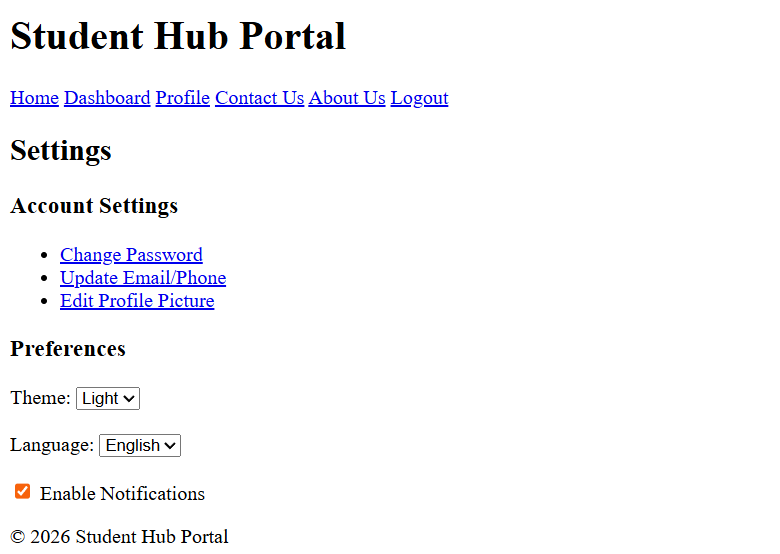 Student Hub Portal
Home Dashboard Profile Contact Us About Us Logout
Settings
Account Settings
Change Password
Update Email/Phone
Edit Profile Picture
Preferences
Theme: Light
Language: English
Enable Notifications
© 2026 Student Hub Portal